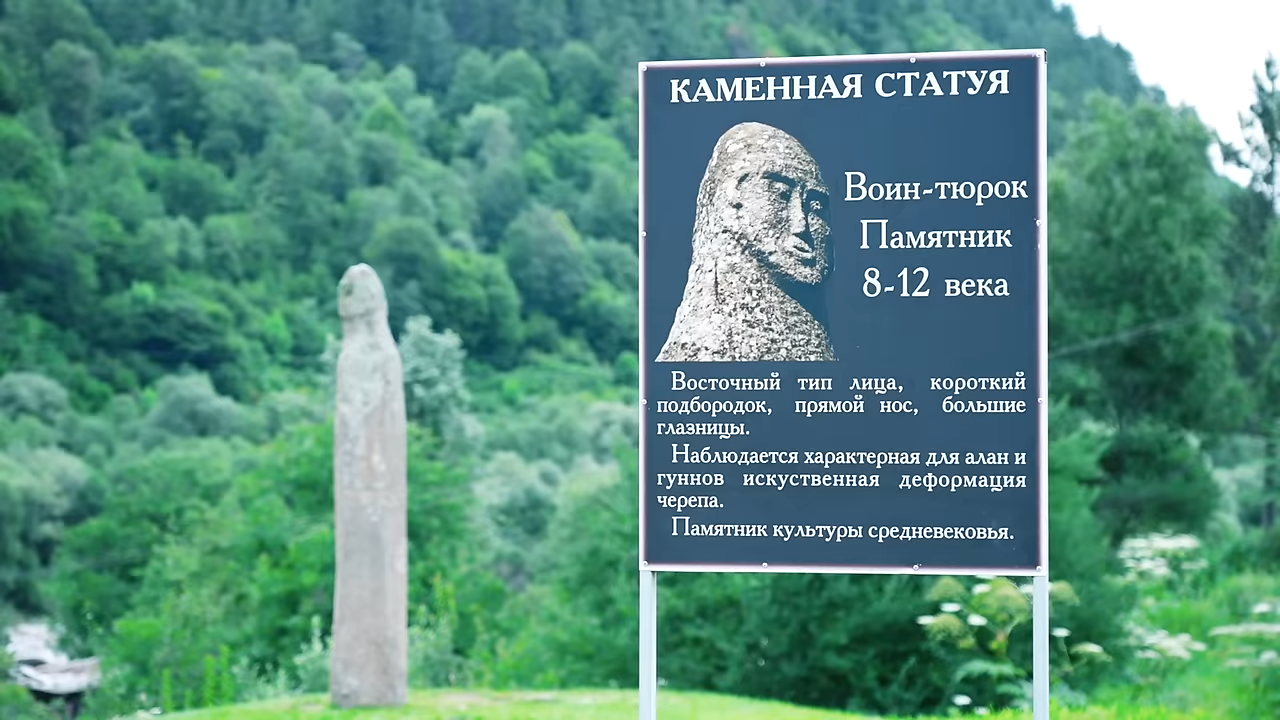 КАМЕННАЯ СТАТУЯ
Воин-тюрок
Памятник
8-12 века
Восточный тип лица, короткий
подбородок, прямой нос, большие
глазницы.
Наблюдается характерная для алан и
гуннов искуственная деформация
черепа.
Памятник культуры средневековья.